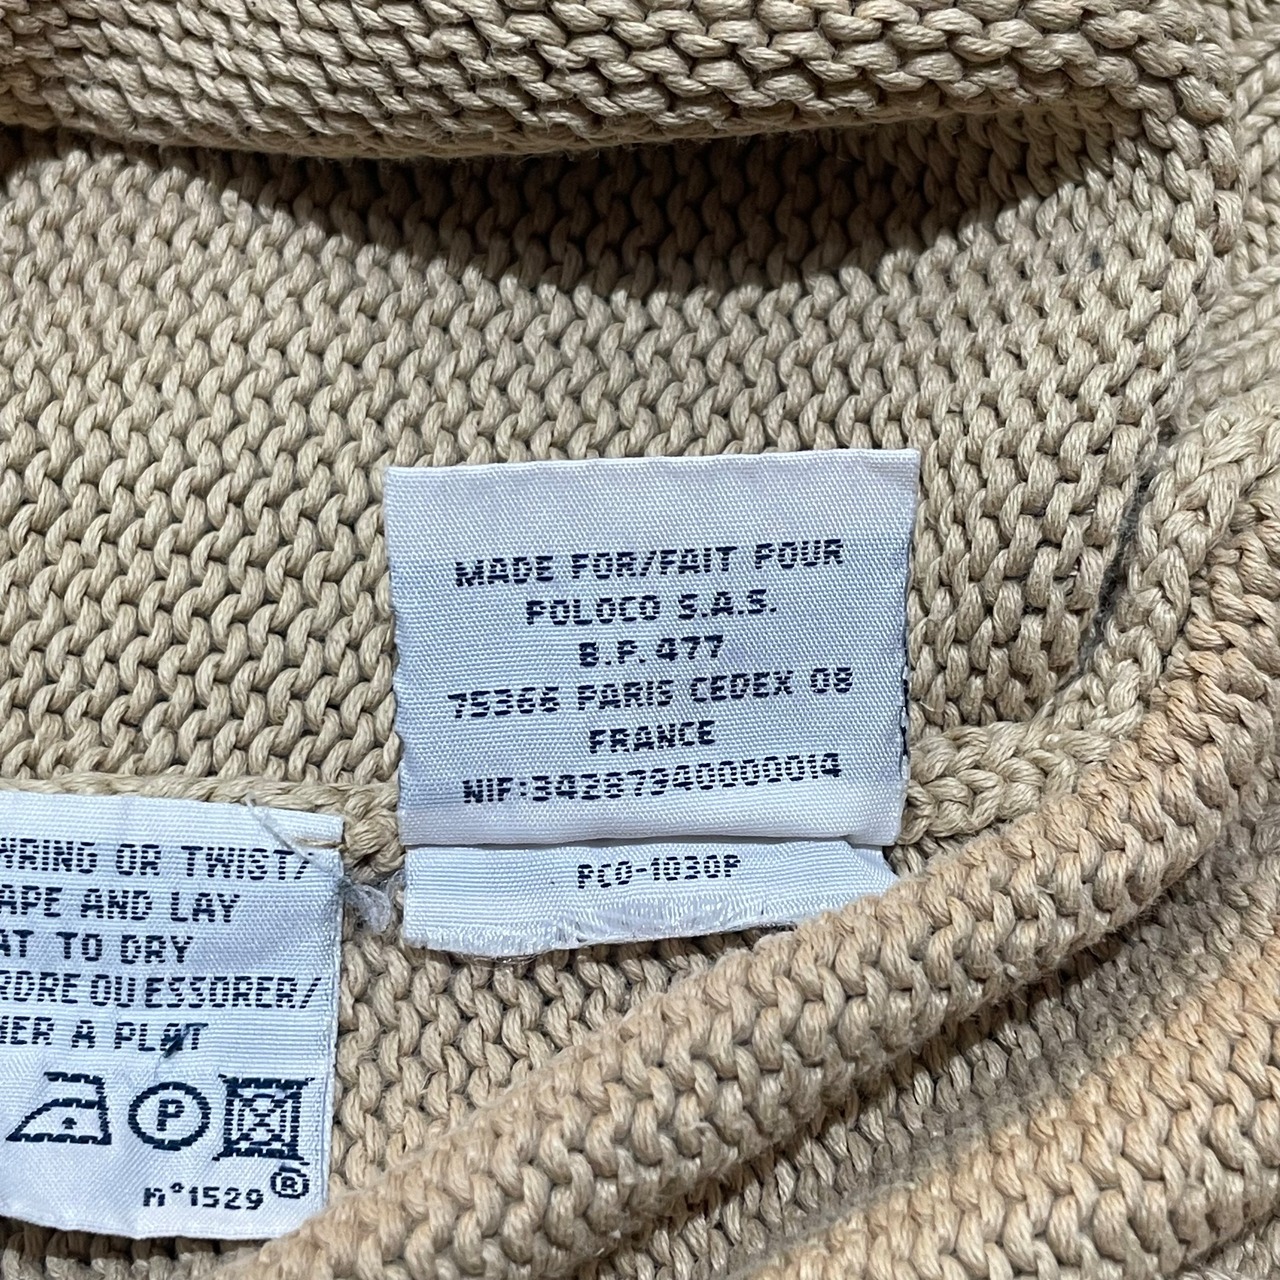 MADE FOR/FAIT POUR
POLOCO S.A.S.
B.P. 477
75366 PARIS CEDEX 08
FRANCE
NIF:34287940000014
PCO-1030P
WRING OR TWIST/
APE AND LAY
AT TO DRY
RDRE OU ESSORER/
HER A PLAT
P
n°1529®